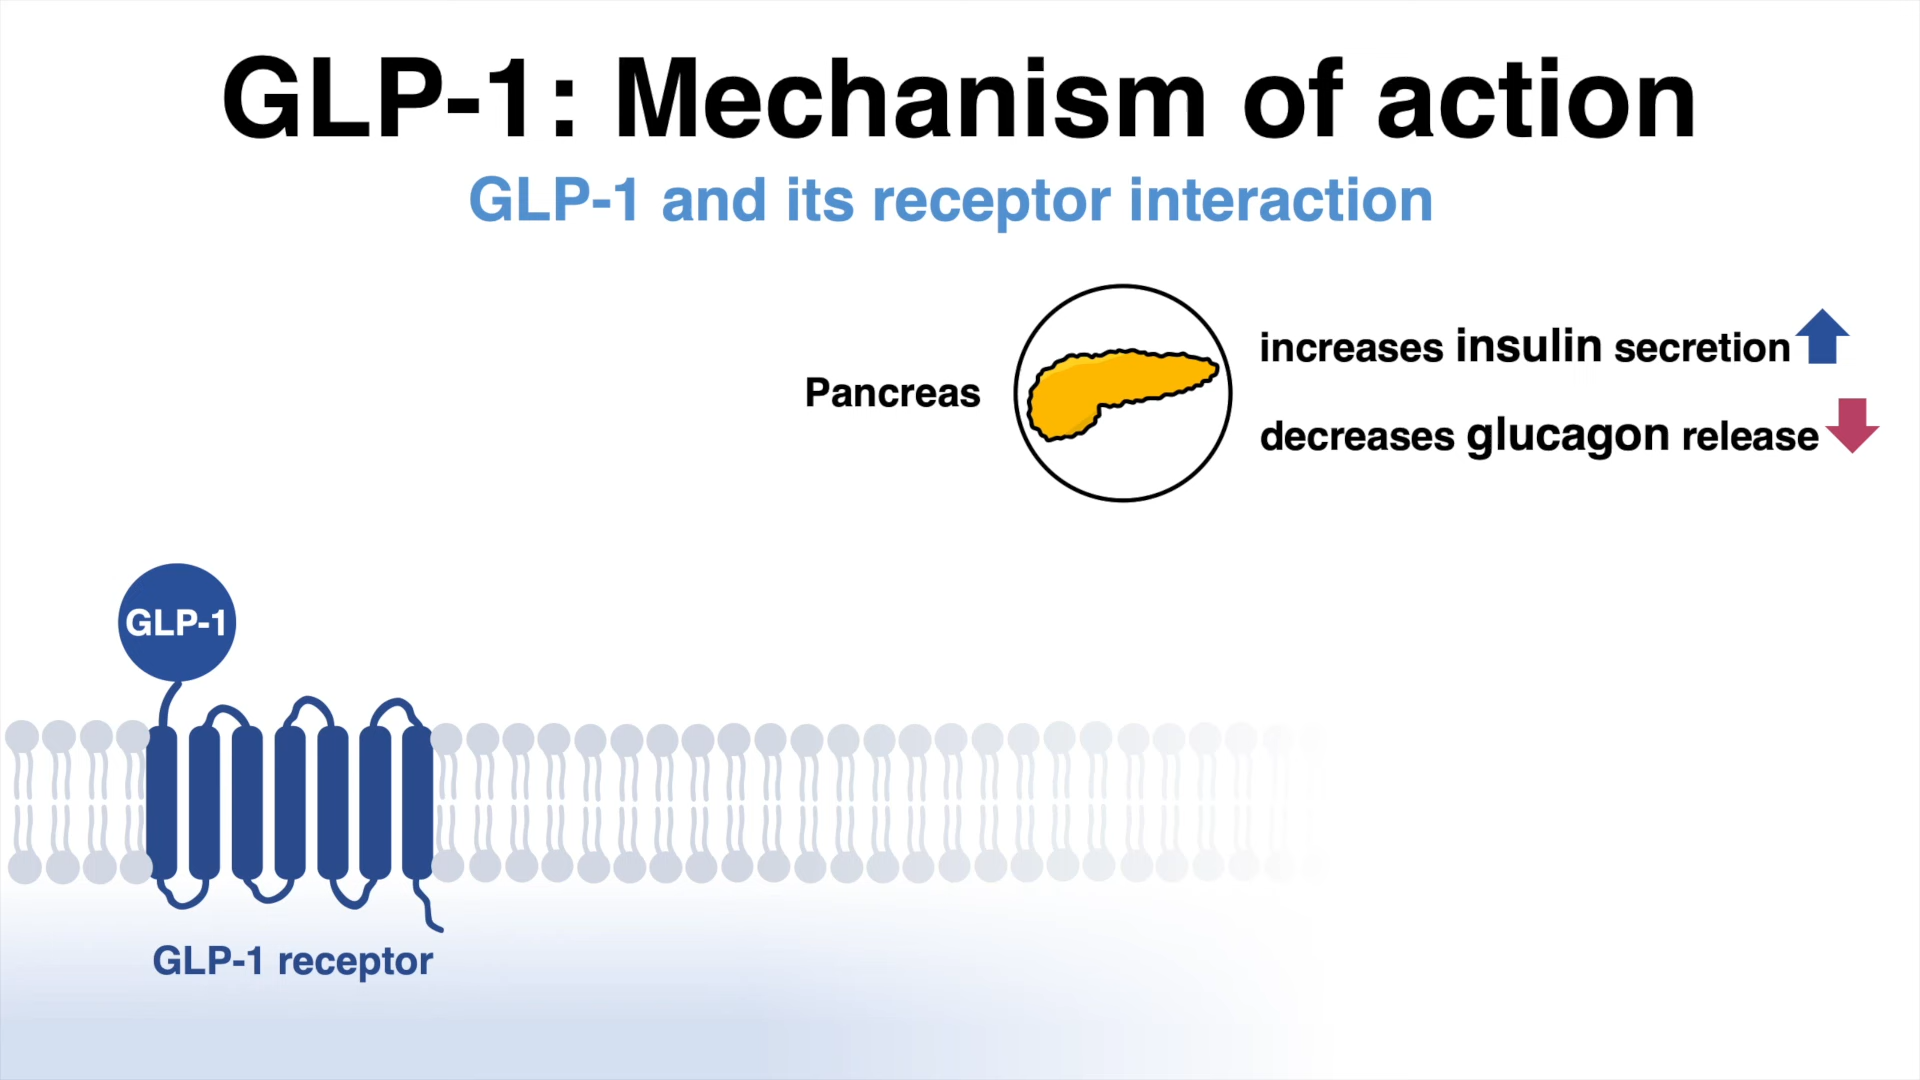 GLP-1: Mechanism of action
GLP-1 and its receptor interaction
Pancreas
increases insulin secretion
decreases glucagon release
GLP-1
GLP-1 receptor